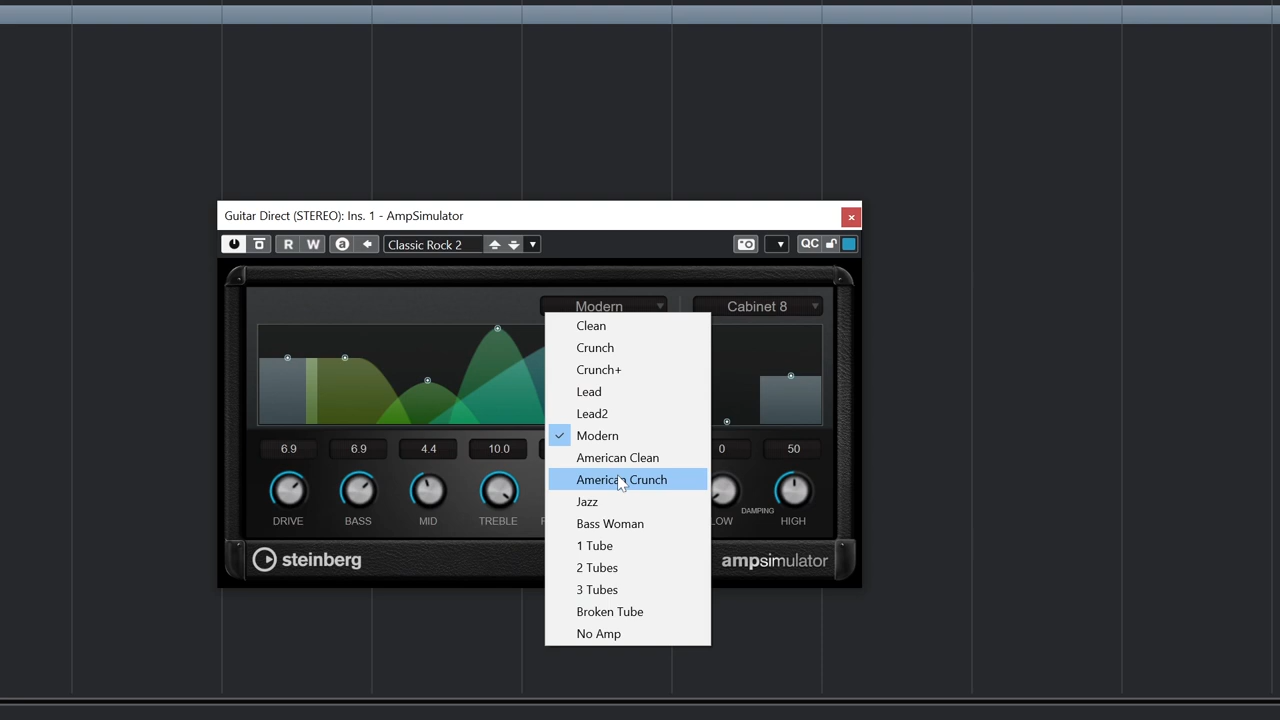 Guitar Direct (STEREO): Ins. 1 - AmpSimulator
R W a Classic Rock 2 QC
Modern Cabinet 8
Clean
Crunch
Crunch+
Lead
Lead2
Modern
American Clean
American Crunch
Jazz
Bass Woman
1 Tube
2 Tubes
3 Tubes
Broken Tube
No Amp
6.9 6.9 4.4 10.0 0 50
DRIVE BASS MID TREBLE LOW DAMPING HIGH
steinberg ampsimulator